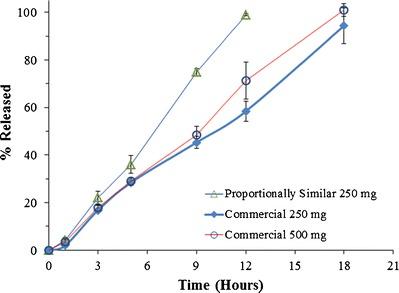 100
80
60
40
20
0
% Released
0
3
6
9
12
15
18
21
Time (Hours)
Proportionally Similar 250 mg
Commercial 250 mg
Commercial 500 mg